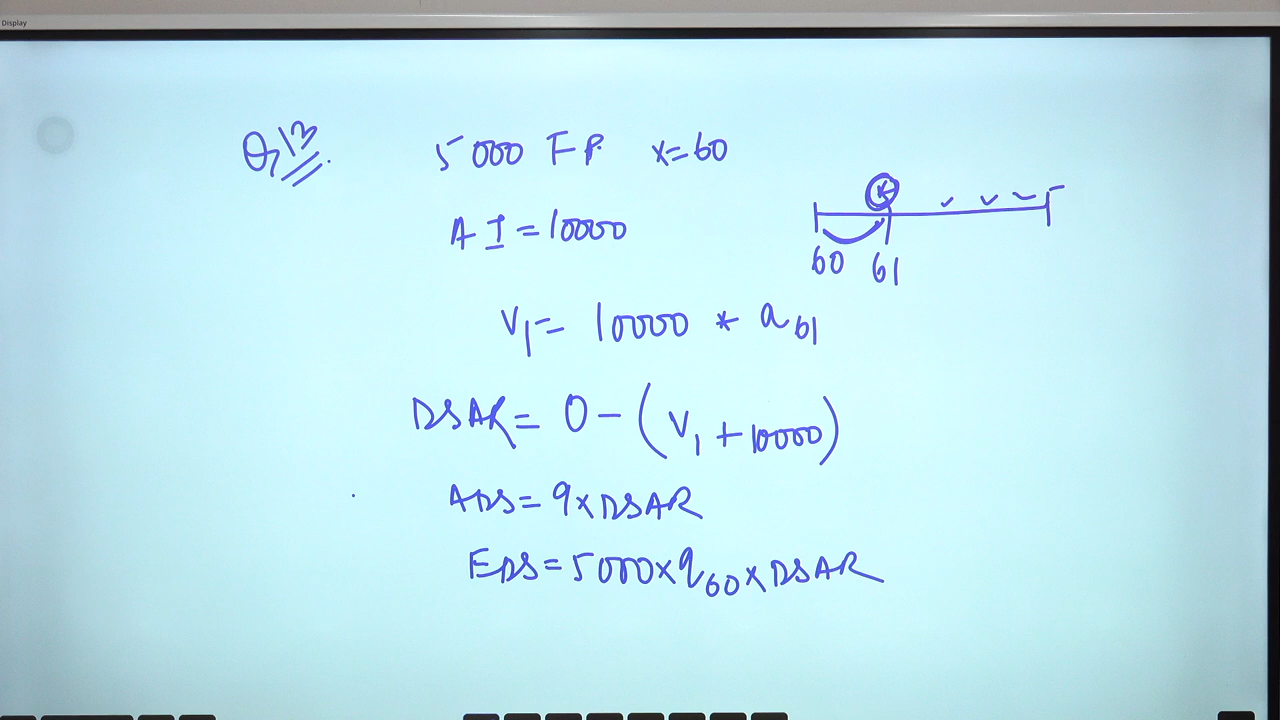 Display
Q13
5000 FP x=60
AI=10000
60 61
V1= 10000 * a61
DSAR= 0-(V1+10000)
ADS= 9×DSAR
EDS=5000×q60×DSAR